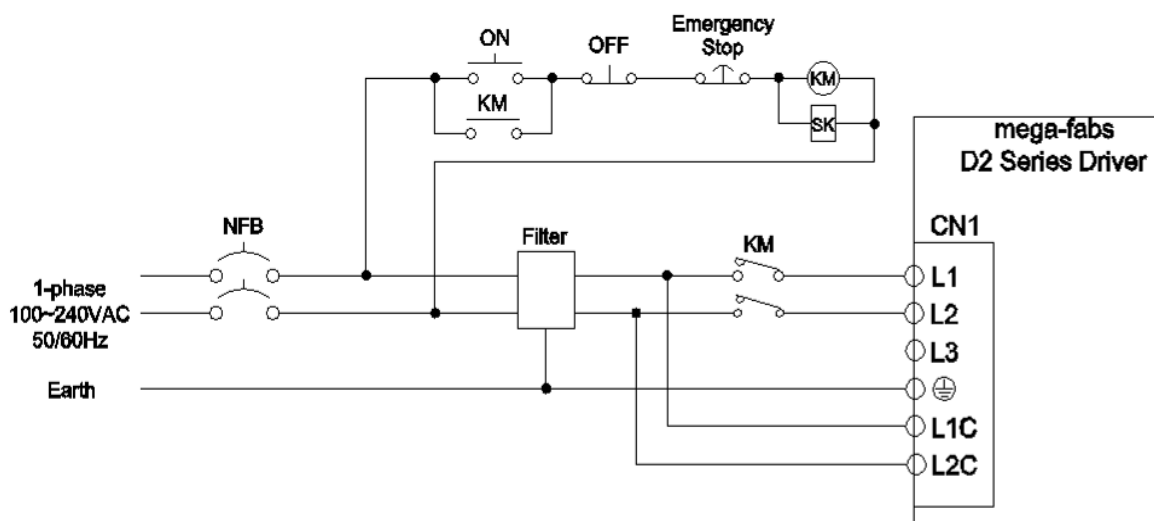 Emergency
Stop
ON
OFF
KM
KM
SK
mega-fabs
D2 Series Driver
NFB
Filter
KM
CN1
1-phase
100~240VAC
50/60Hz
L1
L2
L3
Earth
L1C
L2C